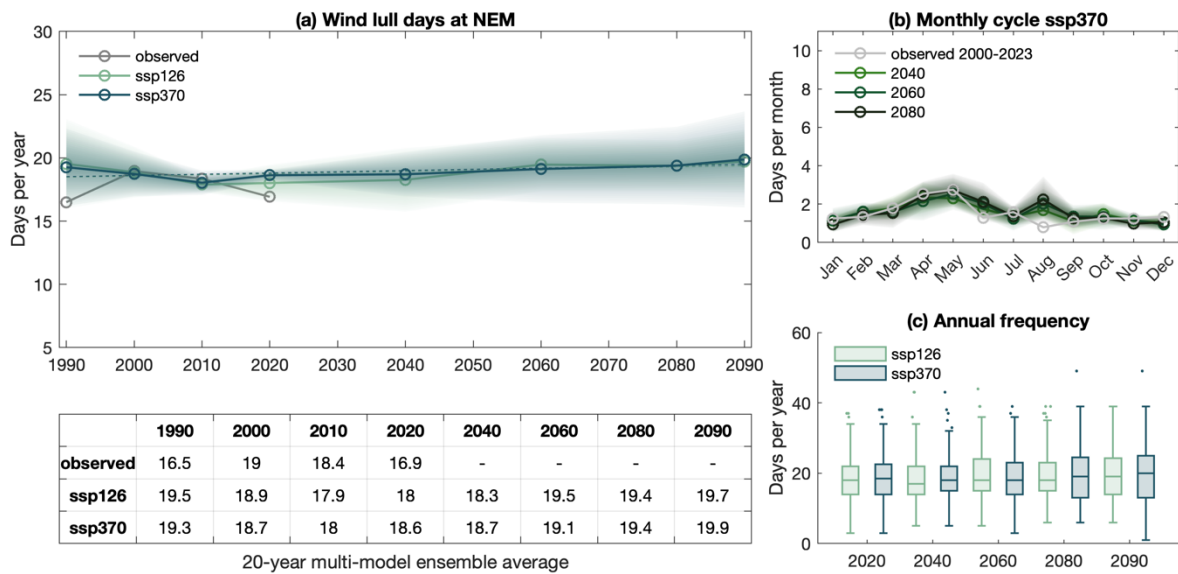 (a) Wind lull days at NEM
Days per year
30
25
20
15
10
5
observed
ssp126
ssp370
1990 2000 2010 2020 2030 2040 2050 2060 2070 2080 2090
1990 2000 2010 2020 2040 2060 2080 2090
observed 16.5 19 18.4 16.9 - - - -
ssp126 19.5 18.9 17.9 18 18.3 19.5 19.4 19.7
ssp370 19.3 18.7 18 18.6 18.7 19.1 19.4 19.9
20-year multi-model ensemble average
(b) Monthly cycle ssp370
Days per month
10
8
6
4
2
0
observed 2000-2023
2040
2060
2080
Jan Feb Mar Apr May Jun Jul Aug Sep Oct Nov Dec
(c) Annual frequency
Days per year
60
40
20
0
ssp126
ssp370
2020 2040 2060 2080 2090